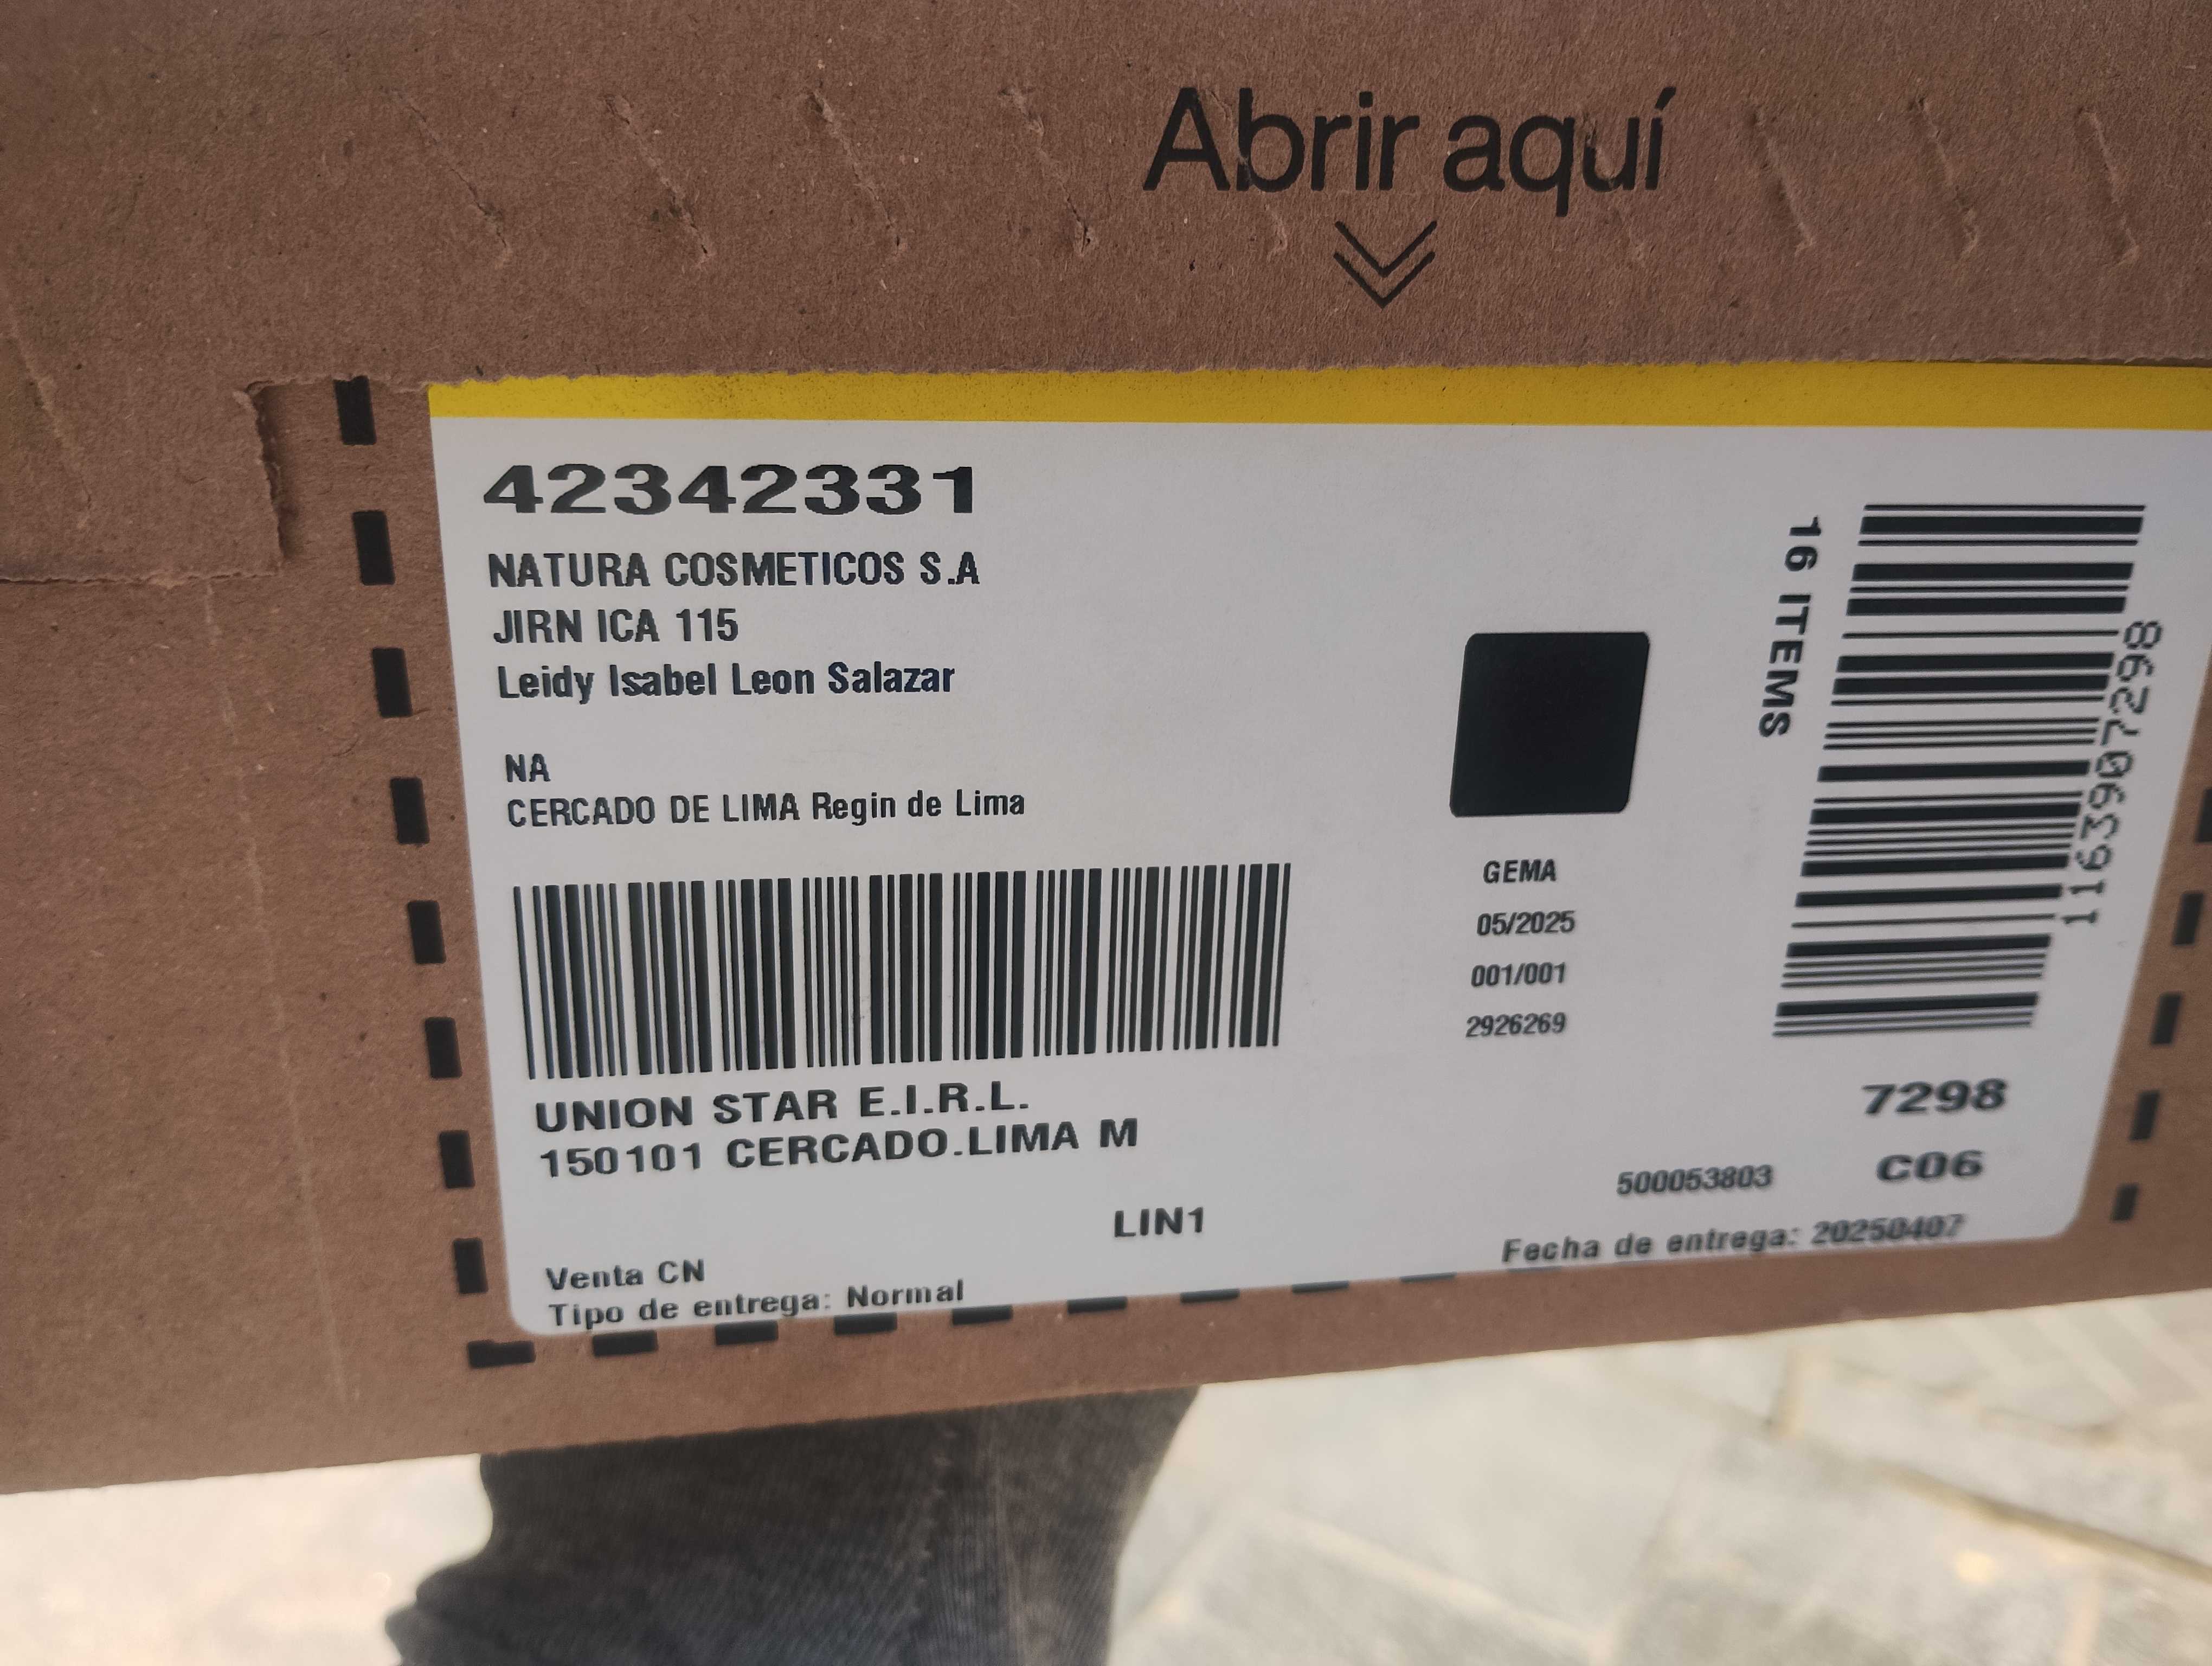 Abrir aquí
42342331
NATURA COSMETICOS S.A
JIRN ICA 115
Leidy Isabel Leon Salazar
NA
CERCADO DE LIMA Regin de Lima
16 ITEMS
1163907298
GEMA
05/2025
001/001
2926269
UNION STAR E.I.R.L.
150101 CERCADO.LIMA M
7298
500053803 C06
LIN1
Venta CN
Fecha de entrega: 20250407
Tipo de entrega: Normal